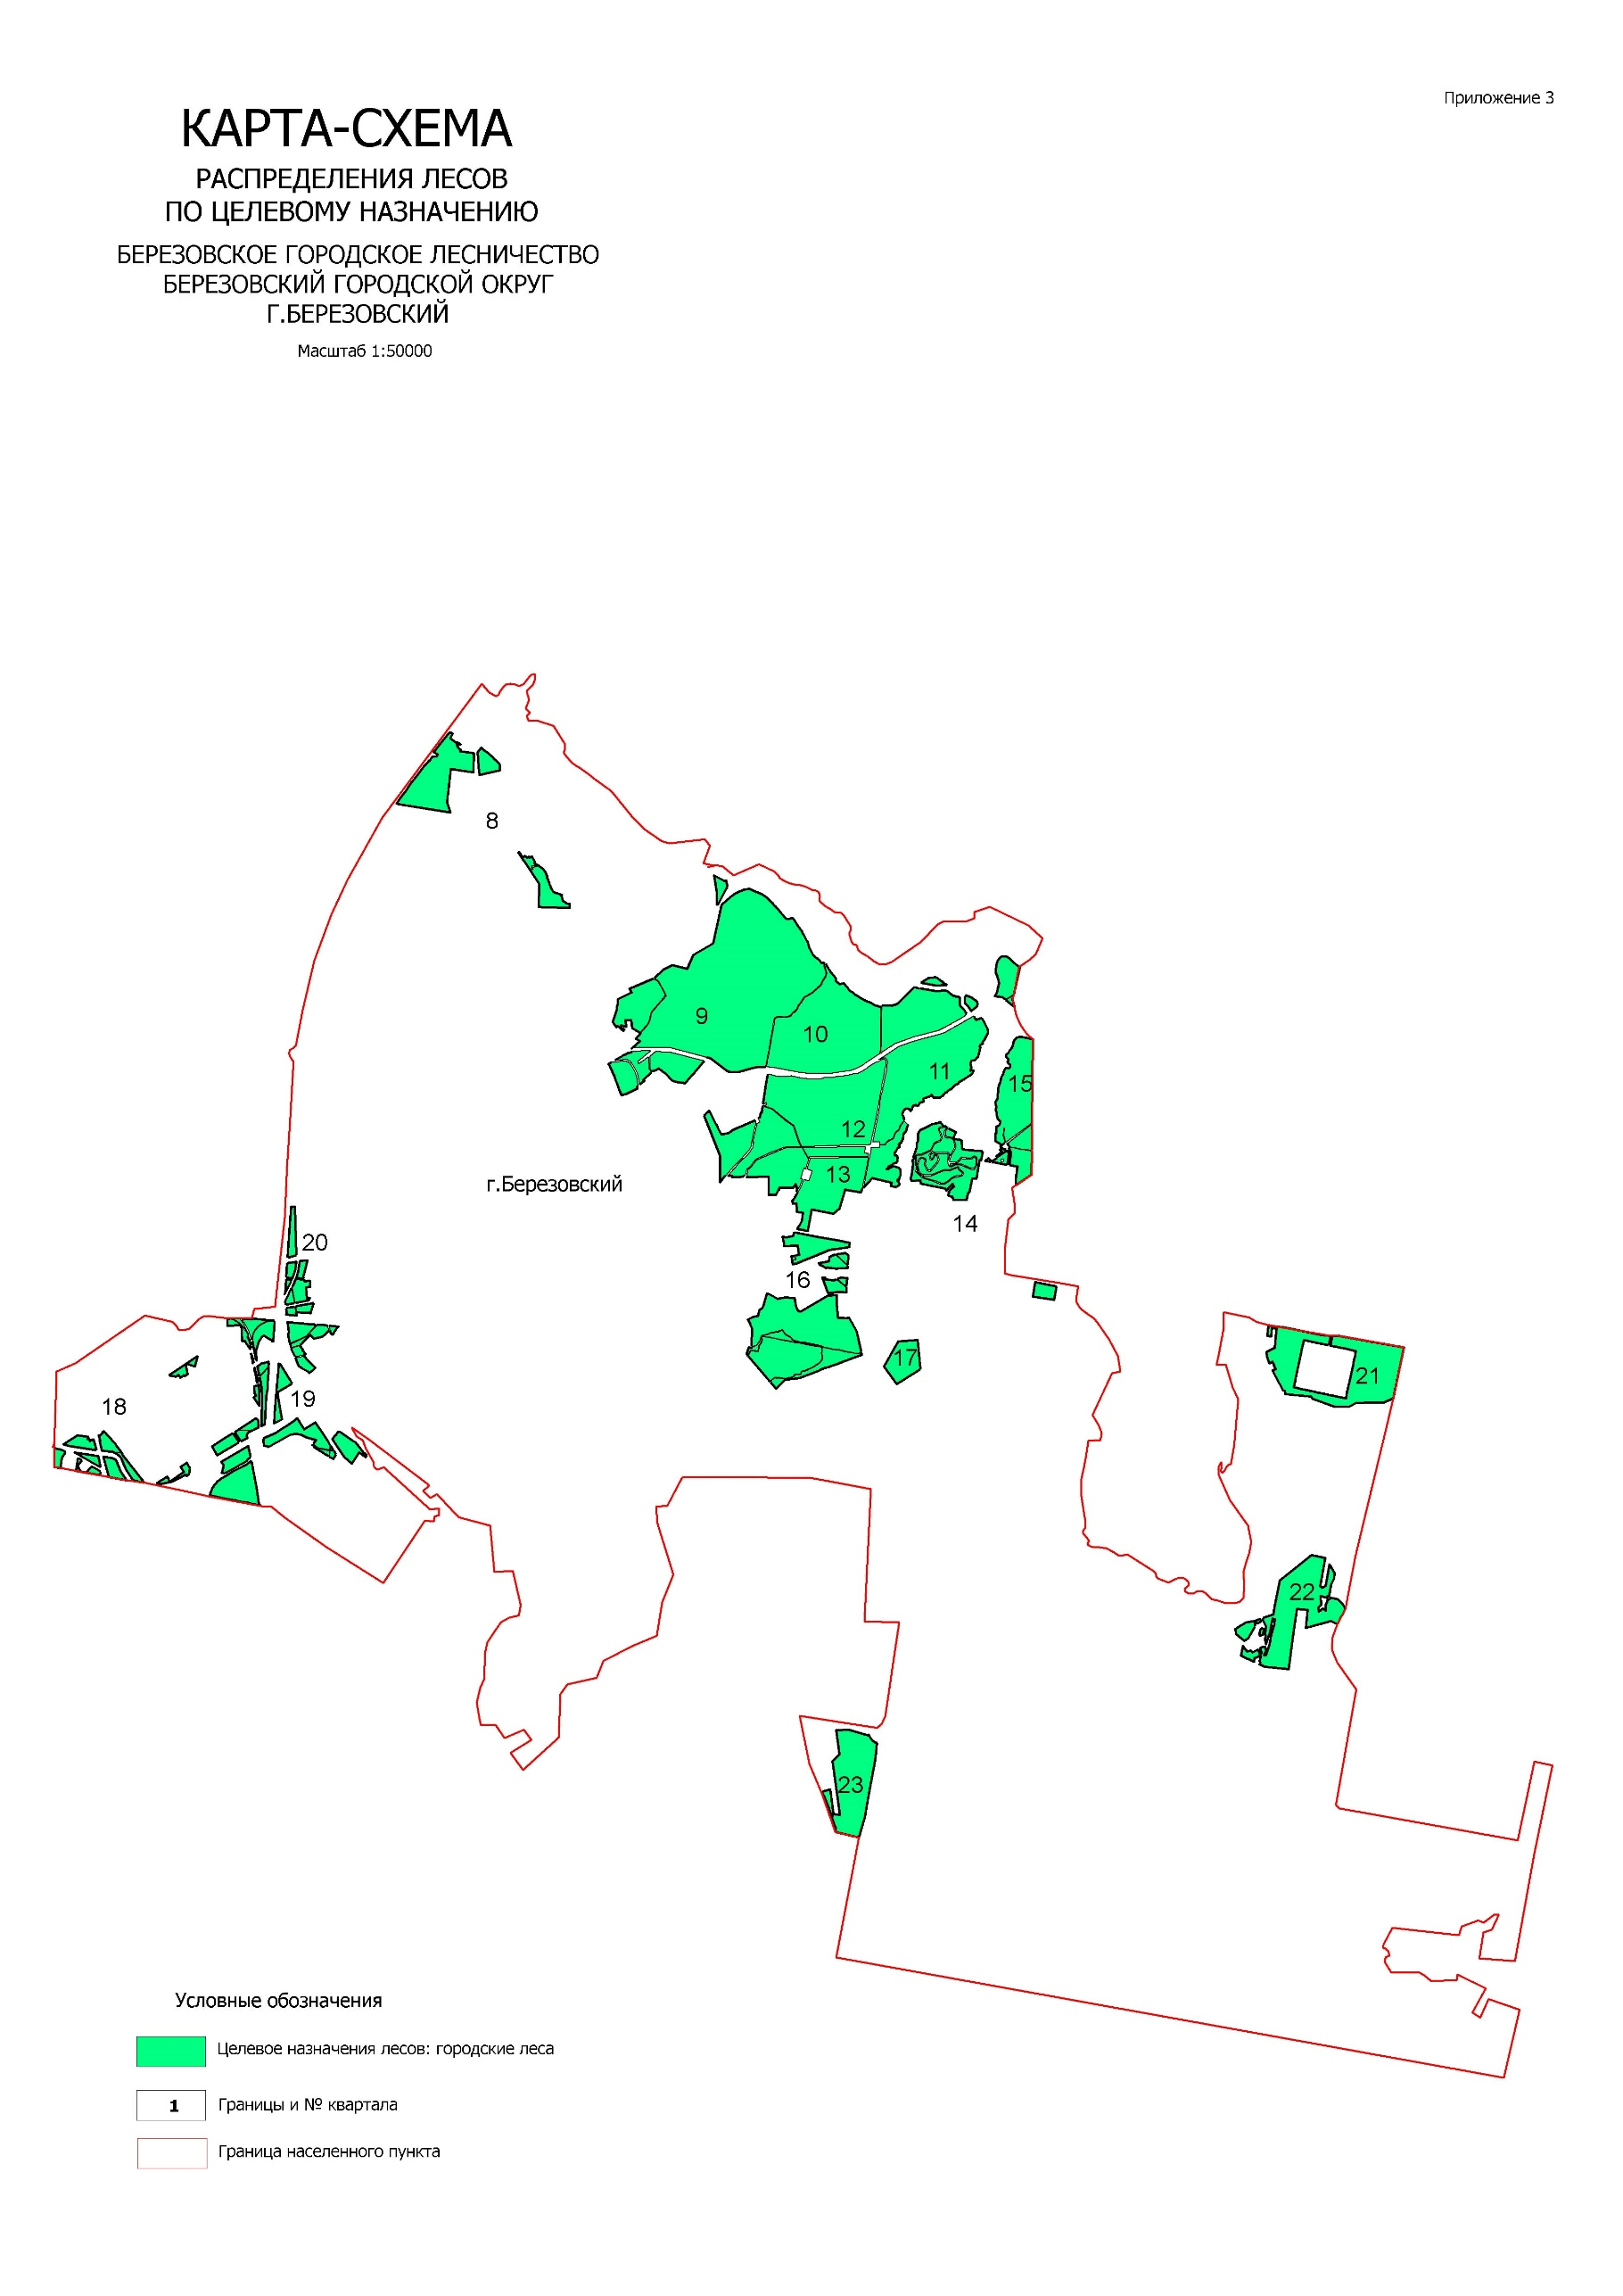 Приложение 3
КАРТА-СХЕМА
РАСПРЕДЕЛЕНИЯ ЛЕСОВ
ПО ЦЕЛЕВОМУ НАЗНАЧЕНИЮ
БЕРЕЗОВСКОЕ ГОРОДСКОЕ ЛЕСНИЧЕСТВО
БЕРЕЗОВСКИЙ ГОРОДСКОЙ ОКРУГ
Г.БЕРЕЗОВСКИЙ
Масштаб 1:50000
8
9
10
11
15
12
13
г.Березовский
14
20
16
17
21
19
18
22
23
Условные обозначения
Целевое назначения лесов: городские леса
1 Границы и № квартала
Граница населенного пункта